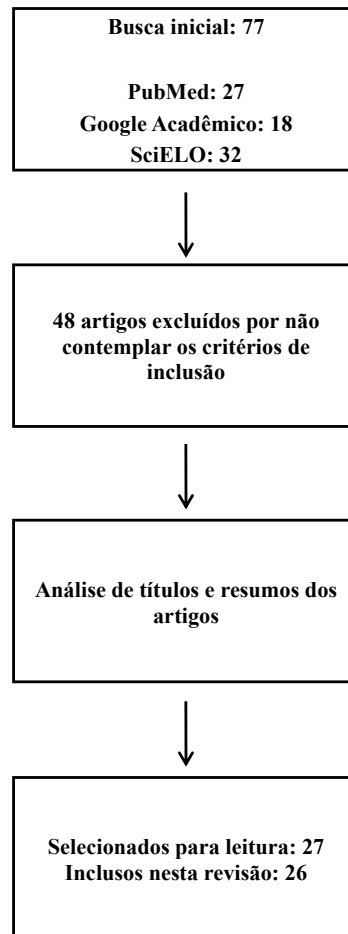 Busca inicial: 77
PubMed: 27
Google Acadêmico: 18
SciELO: 32
48 artigos excluídos por não
contemplar os critérios de
inclusão
Análise de títulos e resumos dos
artigos
Selecionados para leitura: 27
Inclusos nesta revisão: 26